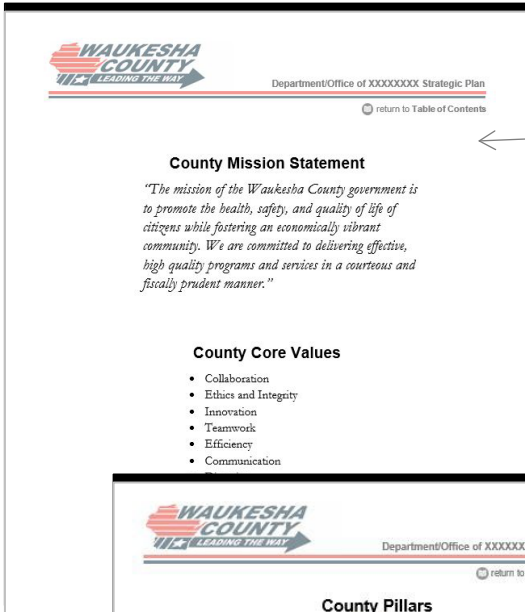 WAUKESHA
COUNTY
LEADING THE WAY
Department/Office of XXXXXXXX Strategic Plan
return to Table of Contents
County Mission Statement
“The mission of the Waukesha County government is
to promote the health, safety, and quality of life of
citizens while fostering an economically vibrant
community. We are committed to delivering effective,
high quality programs and services in a courteous and
fiscally prudent manner.”
County Core Values
• Collaboration
• Ethics and Integrity
• Innovation
• Teamwork
• Efficiency
• Communication
WAUKESHA
COUNTY
LEADING THE WAY
Department/Office of XXXXXX
return to
County Pillars